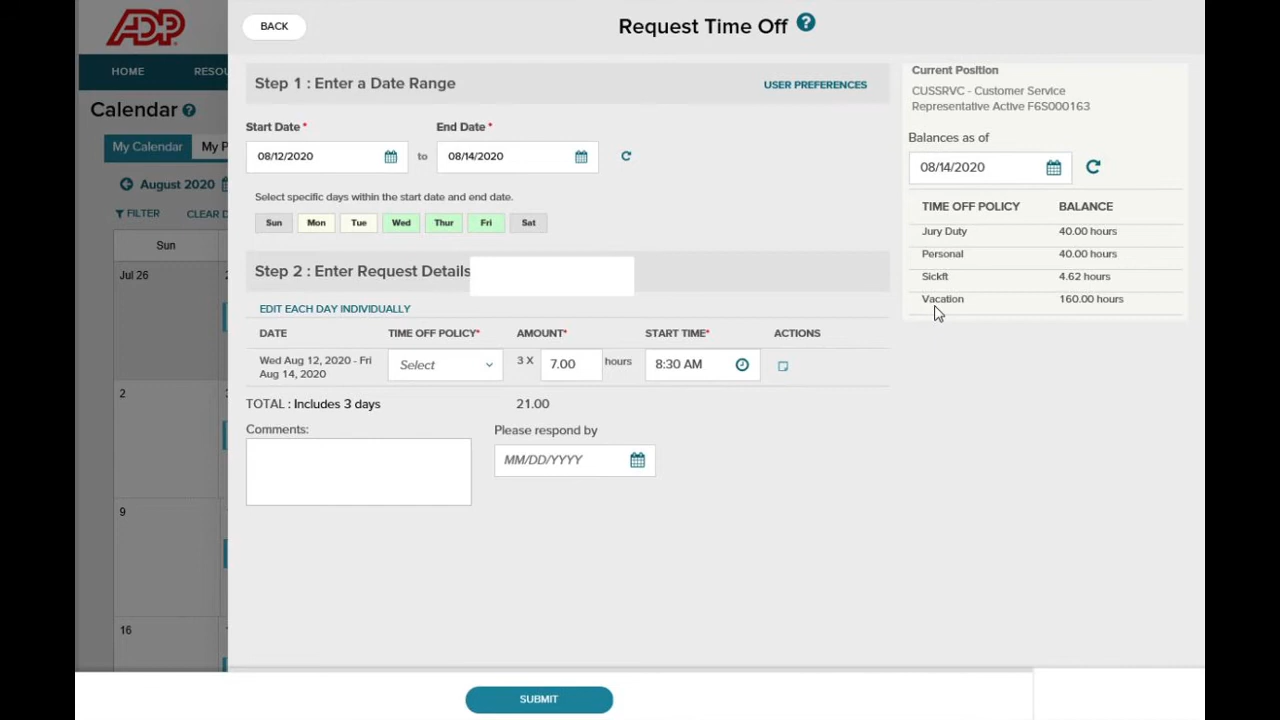 ADP
BACK
Request Time Off ?
HOME RESOU
Calendar ?
My Calendar My P
August 2020
FILTER CLEAR D
Sun
Jul 26
2
9
16
Step 1 : Enter a Date Range USER PREFERENCES
Start Date * End Date *
08/12/2020 to 08/14/2020
Select specific days within the start date and end date.
Sun Mon Tue Wed Thur Fri Sat
Step 2 : Enter Request Details
EDIT EACH DAY INDIVIDUALLY
DATE TIME OFF POLICY* AMOUNT* START TIME* ACTIONS
Wed Aug 12, 2020 - Fri
Aug 14, 2020
Select 3 X 7.00 hours 8:30 AM
TOTAL : Includes 3 days 21.00
Comments: Please respond by
MM/DD/YYYY
Current Position
CUSSRVC - Customer Service
Representative Active F6S000163
Balances as of
08/14/2020
TIME OFF POLICY BALANCE
Jury Duty 40.00 hours
Personal 40.00 hours
Sickft 4.62 hours
Vacation 160.00 hours
SUBMIT